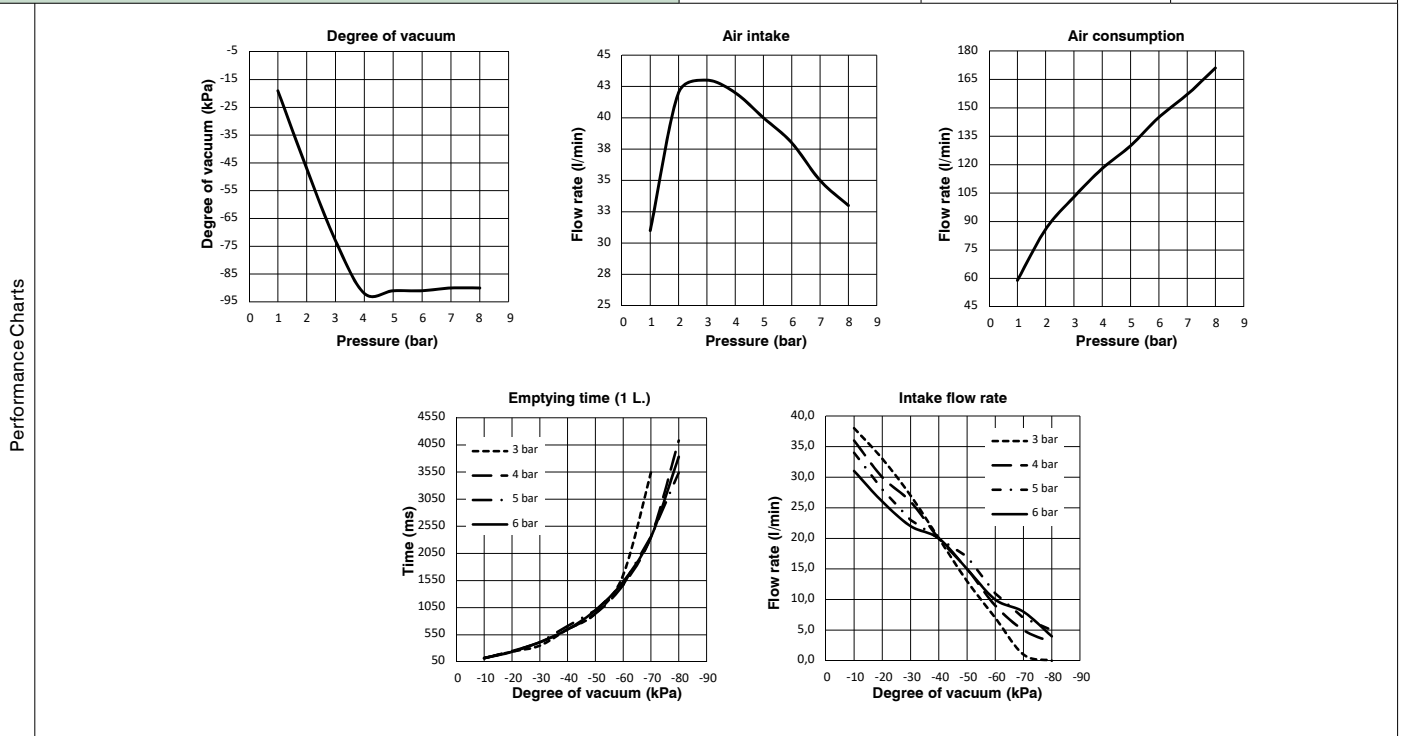 Performance Charts
Degree of vacuum
Degree of vacuum (kPa)
-5
-15
-25
-35
-45
-55
-65
-75
-85
-95
0 1 2 3 4 5 6 7 8 9
Pressure (bar)
Air intake
Flow rate (l/min)
45
43
40
38
35
33
30
28
25
0 1 2 3 4 5 6 7 8 9
Pressure (bar)
Air consumption
Flow rate (l/min)
180
165
150
135
120
105
90
75
60
45
0 1 2 3 4 5 6 7 8 9
Pressure (bar)
Emptying time (1 L.)
Time (ms)
4550
4050
3550
3050
2550
2050
1550
1050
550
50
3 bar
4 bar
5 bar
6 bar
0 -10 -20 -30 -40 -50 -60 -70 -80 -90
Degree of vacuum (kPa)
Intake flow rate
Flow rate (l/min)
40,0
35,0
30,0
25,0
20,0
15,0
10,0
5,0
0,0
3 bar
4 bar
5 bar
6 bar
0 -10 -20 -30 -40 -50 -60 -70 -80 -90
Degree of vacuum (kPa)